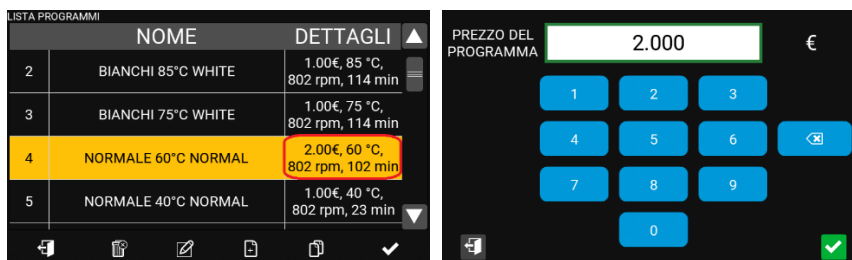 LISTA PROGRAMMI
NOME DETTAGLI
2 BIANCHI 85°C WHITE 1.00€, 85 °C,
802 rpm, 114 min
3 BIANCHI 75°C WHITE 1.00€, 75 °C,
802 rpm, 114 min
4 NORMALE 60°C NORMAL 2.00€, 60 °C,
802 rpm, 102 min
5 NORMALE 40°C NORMAL 1.00€, 40 °C,
802 rpm, 23 min
PREZZO DEL
PROGRAMMA
2.000 €
1 2 3
4 5 6
7 8 9
0